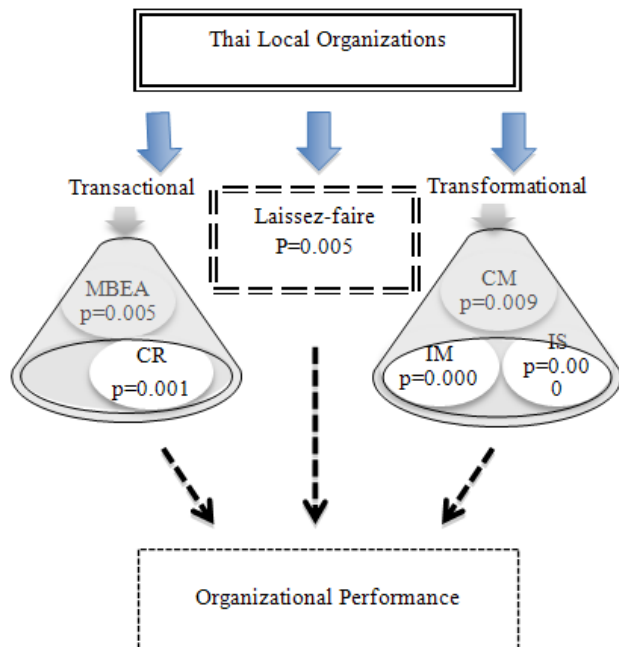 Thai Local Organizations
Transactional
Laissez-faire
P=0.005
Transformational
MBEA
p=0.005
CR
p=0.001
CM
p=0.009
IM
p=0.000
IS
p=0.00
0
Organizational Performance